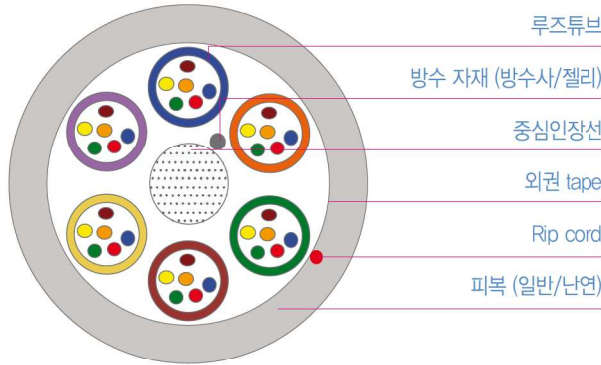 루즈튜브
방수 자재 (방수사/젤리)
중심인장선
외권 tape
Rip cord
피복 (일반/난연)